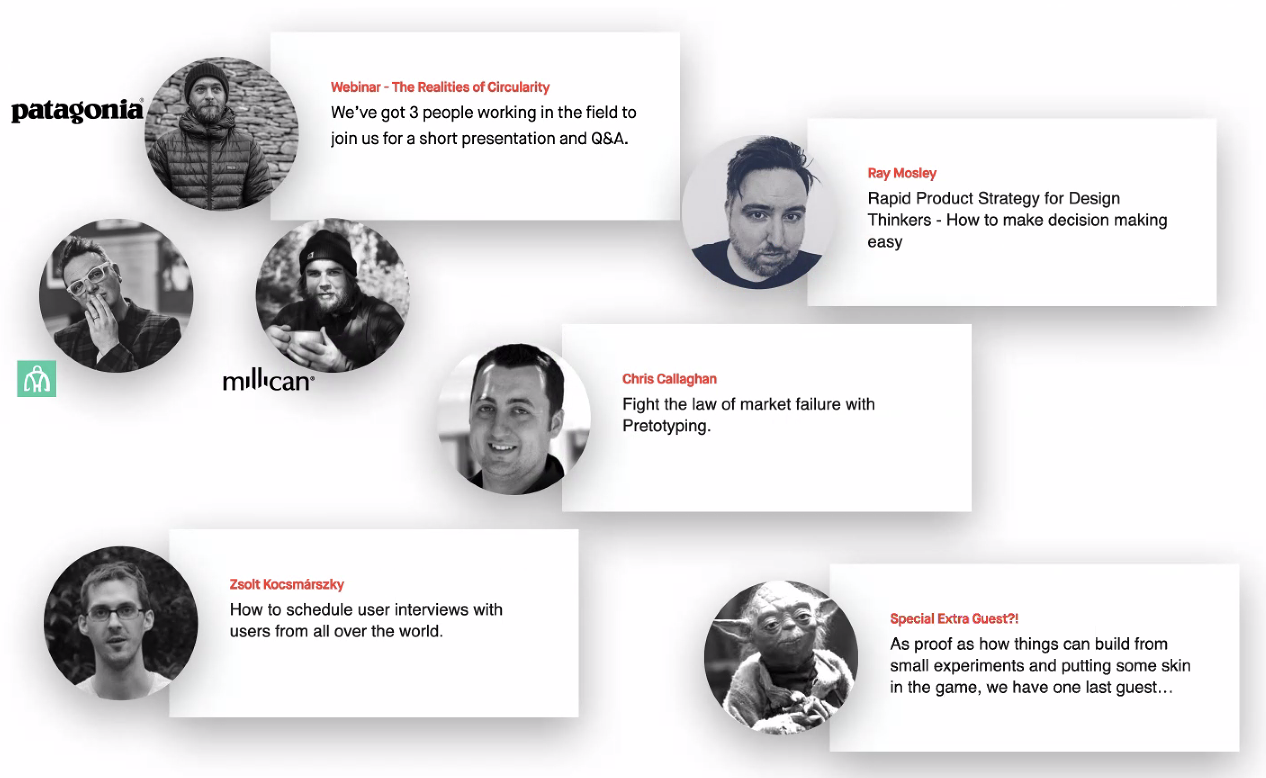 patagonia®
Webinar - The Realities of Circularity
We've got 3 people working in the field to
join us for a short presentation and Q&A.
Ray Mosley
Rapid Product Strategy for Design
Thinkers - How to make decision making
easy
millican®
Chris Callaghan
Fight the law of market failure with
Pretotyping.
Zsolt Kocsmárszky
How to schedule user interviews with
users from all over the world.
Special Extra Guest?!
As proof as how things can build from
small experiments and putting some skin
in the game, we have one last guest...